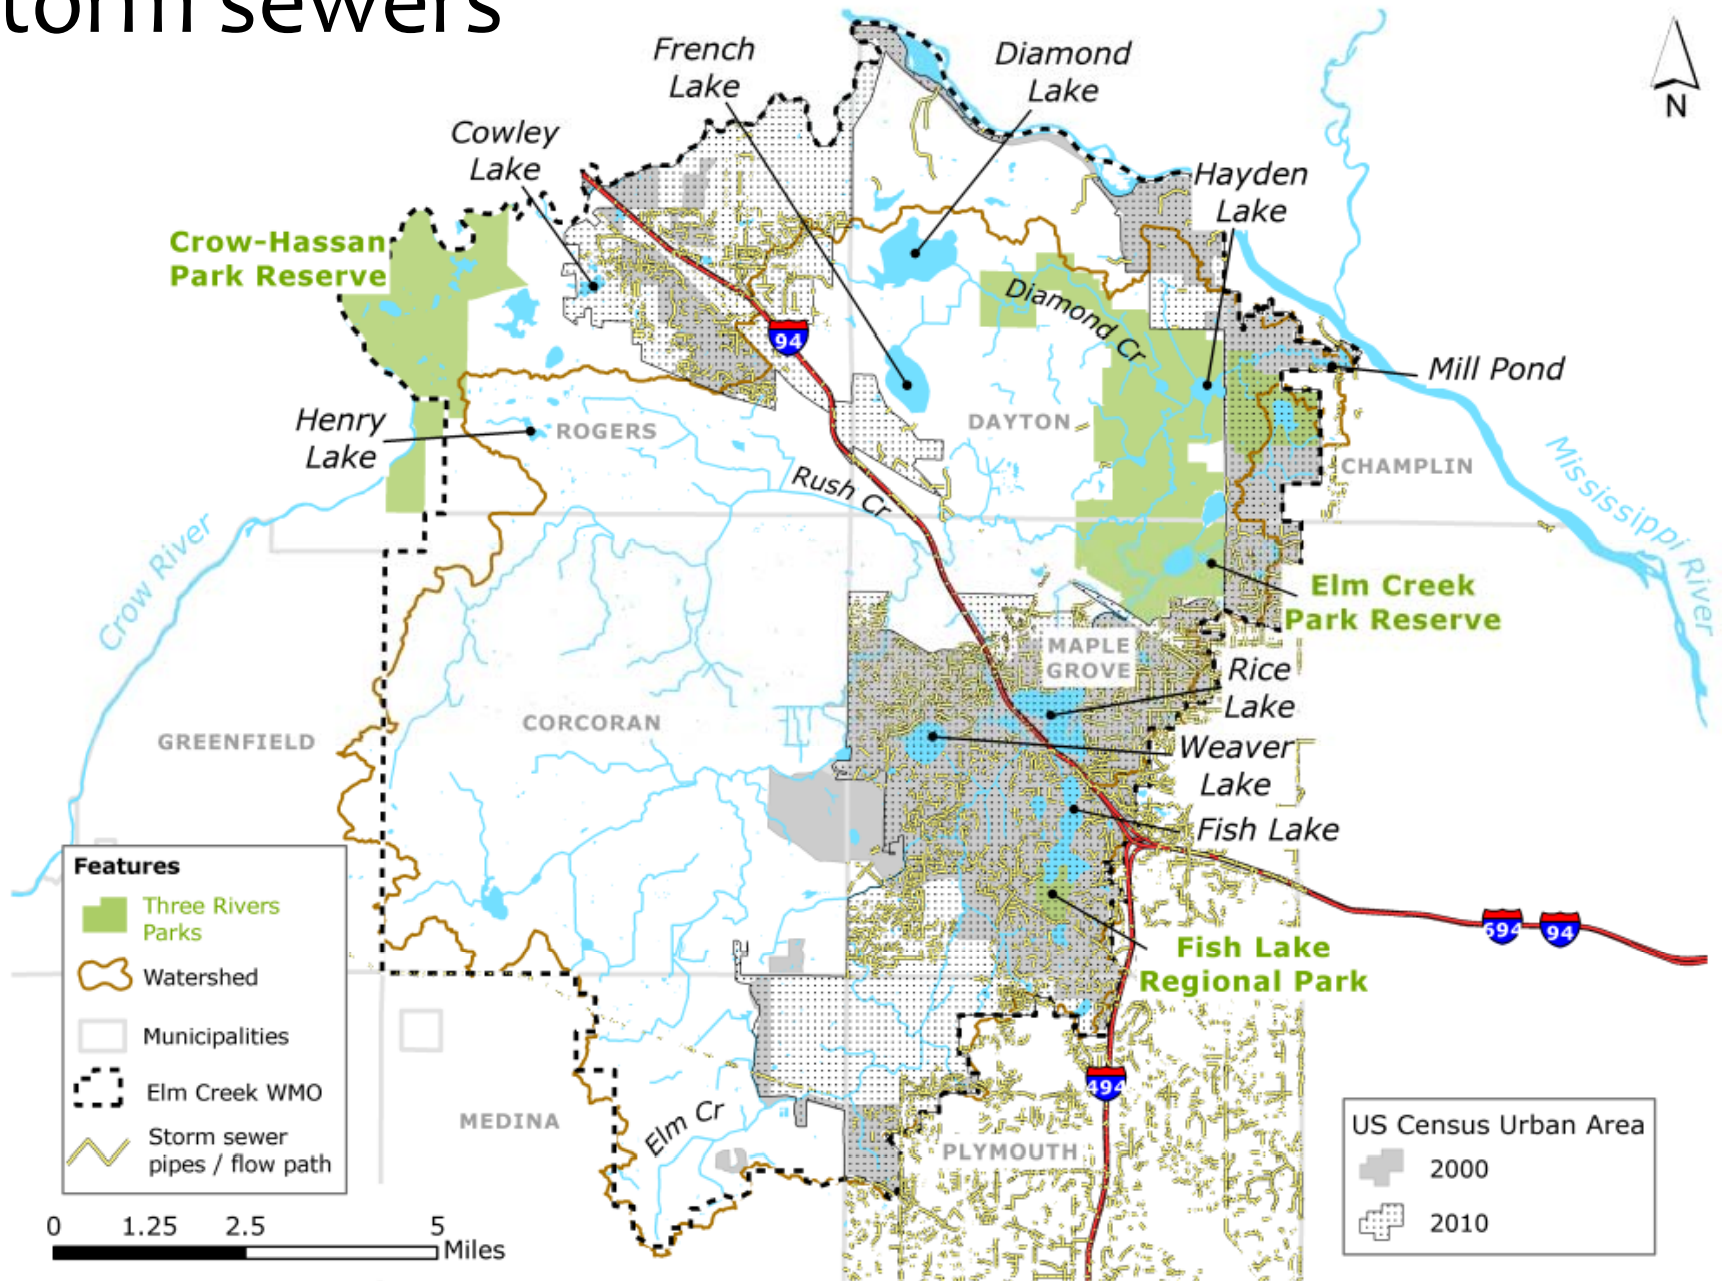 torm sewers
French
Lake
Diamond
Lake
Cowley
Lake
Hayden
Lake
N
Crow-Hassan
Park Reserve
Diamond Cr
94
Mill Pond
Henry
Lake
ROGERS
DAYTON
CHAMPLIN
Rush Cr
Mississippi River
Crow River
Elm Creek
Park Reserve
MAPLE
GROVE
Rice
Lake
CORCORAN
GREENFIELD
Weaver
Lake
Fish Lake
694
94
Fish Lake
Regional Park
494
Elm Cr
MEDINA
PLYMOUTH
Features
Three Rivers
Parks
Watershed
Municipalities
Elm Creek WMO
Storm sewer
pipes / flow path
US Census Urban Area
2000
2010
0 1.25 2.5 5
Miles